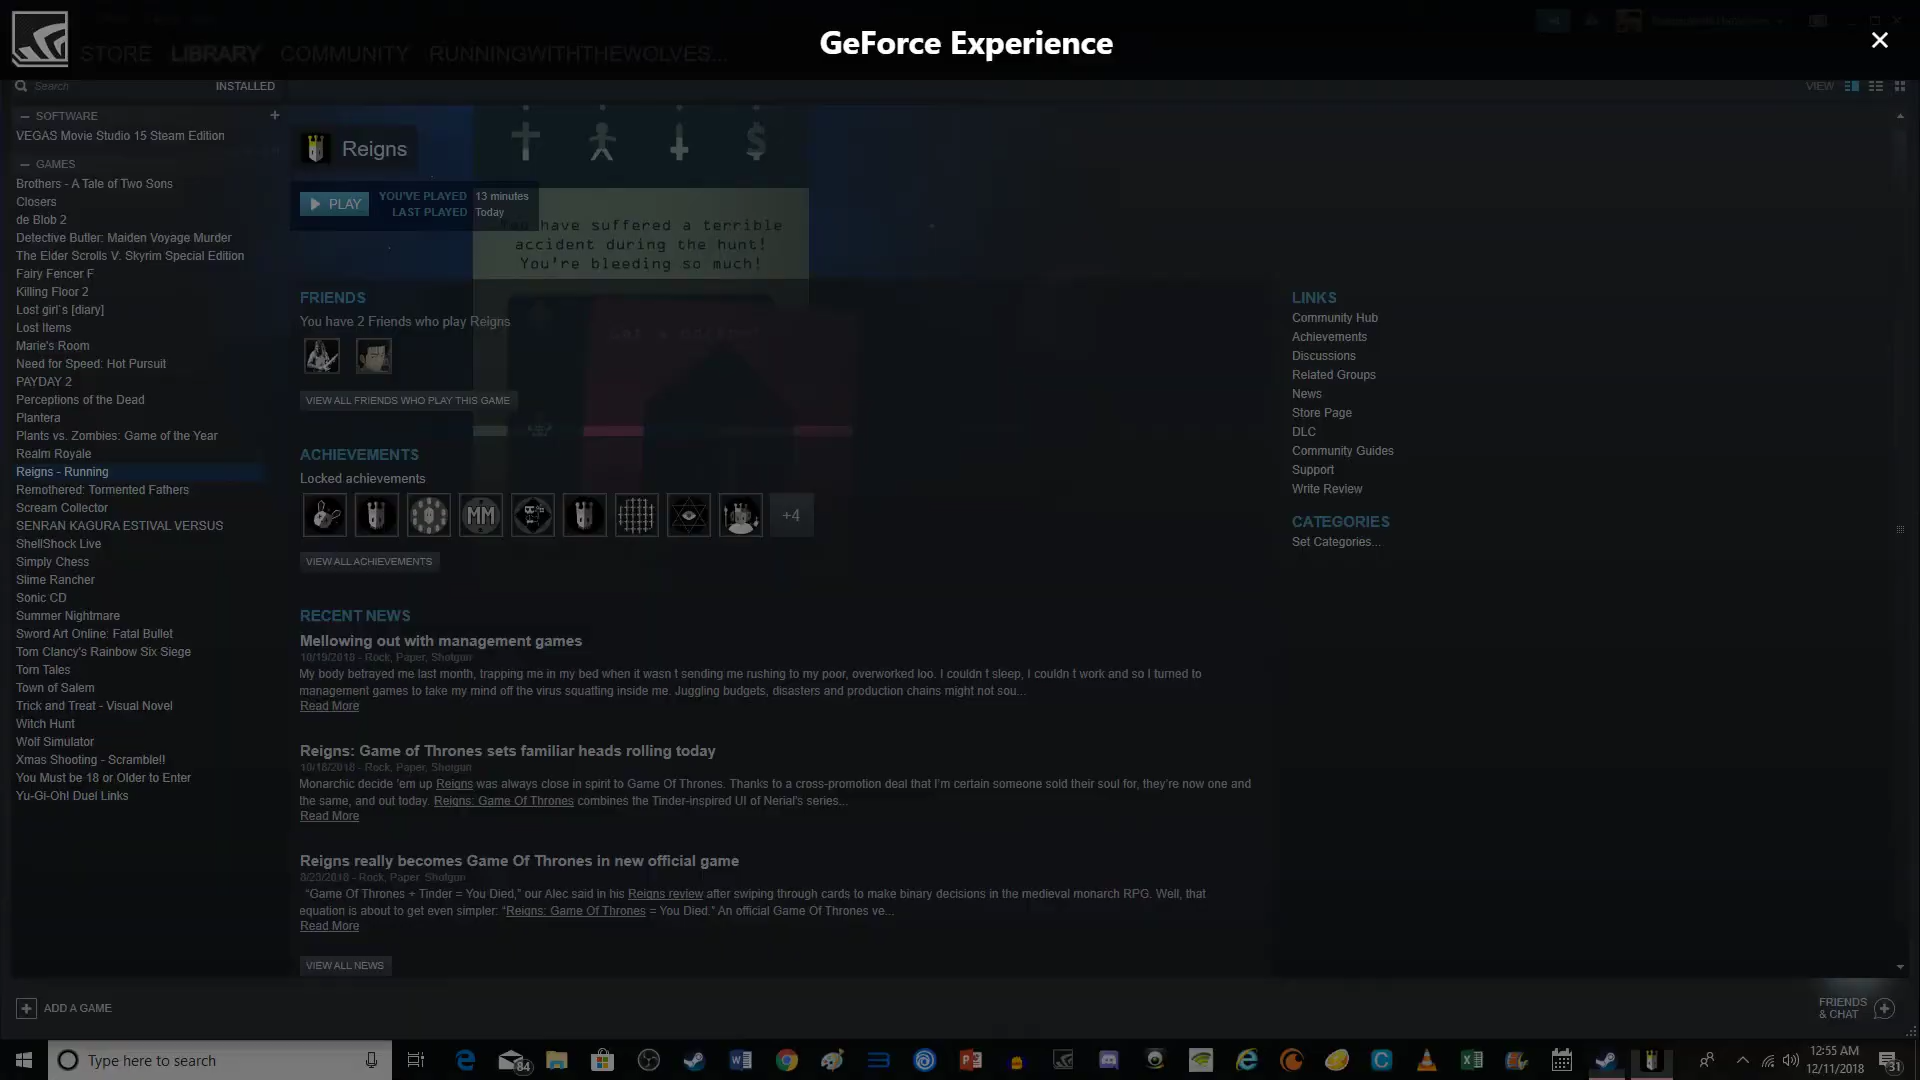 GeForce Experience
STORE LIBRARY COMMUNITY RUNNINGWITHTHEWOLVES...
Search INSTALLED
VIEW
— SOFTWARE +
VEGAS Movie Studio 15 Steam Edition
— GAMES
Brothers - A Tale of Two Sons
Closers
de Blob 2
Detective Butler: Maiden Voyage Murder
The Elder Scrolls V: Skyrim Special Edition
Fairy Fencer F
Killing Floor 2
Lost girl`s [diary]
Lost Items
Marie's Room
Need for Speed: Hot Pursuit
PAYDAY 2
Perceptions of the Dead
Plantera
Plants vs. Zombies: Game of the Year
Realm Royale
Reigns - Running
Remothered: Tormented Fathers
Scream Collector
SENRAN KAGURA ESTIVAL VERSUS
ShellShock Live
Simply Chess
Slime Rancher
Sonic CD
Summer Nightmare
Sword Art Online: Fatal Bullet
Tom Clancy's Rainbow Six Siege
Torn Tales
Town of Salem
Trick and Treat - Visual Novel
Witch Hunt
Wolf Simulator
Xmas Shooting - Scramble!!
You Must be 18 or Older to Enter
Yu-Gi-Oh! Duel Links
Reigns
PLAY
YOU'VE PLAYED 13 minutes
LAST PLAYED Today
You have suffered a terrible
accident during the hunt!
You're bleeding so much!
FRIENDS
You have 2 Friends who play Reigns
VIEW ALL FRIENDS WHO PLAY THIS GAME
ACHIEVEMENTS
Locked achievements
MM
+4
VIEW ALL ACHIEVEMENTS
RECENT NEWS
Mellowing out with management games
10/19/2018 - Rock, Paper, Shotgun
My body betrayed me last month, trapping me in my bed when it wasn t sending me rushing to my poor, overworked loo. I couldn t sleep, I couldn t work and so I turned to
management games to take my mind off the virus squatting inside me. Juggling budgets, disasters and production chains might not sou...
Read More
Reigns: Game of Thrones sets familiar heads rolling today
10/18/2018 - Rock, Paper, Shotgun
Monarchic decide 'em up Reigns was always close in spirit to Game Of Thrones. Thanks to a cross-promotion deal that I'm certain someone sold their soul for, they're now one and
the same, and out today. Reigns: Game Of Thrones combines the Tinder-inspired UI of Nerial's series...
Read More
Reigns really becomes Game Of Thrones in new official game
8/23/2018 - Rock, Paper, Shotgun
“Game Of Thrones + Tinder = You Died,” our Alec said in his Reigns review after swiping through cards to make binary decisions in the medieval monarch RPG. Well, that
equation is about to get even simpler: “Reigns: Game Of Thrones = You Died.” An official Game Of Thrones ve...
Read More
VIEW ALL NEWS
LINKS
Community Hub
Achievements
Discussions
Related Groups
News
Store Page
DLC
Community Guides
Support
Write Review
CATEGORIES
Set Categories...
+ ADD A GAME
FRIENDS
& CHAT
Type here to search
84
12:55 AM
12/11/2018
31